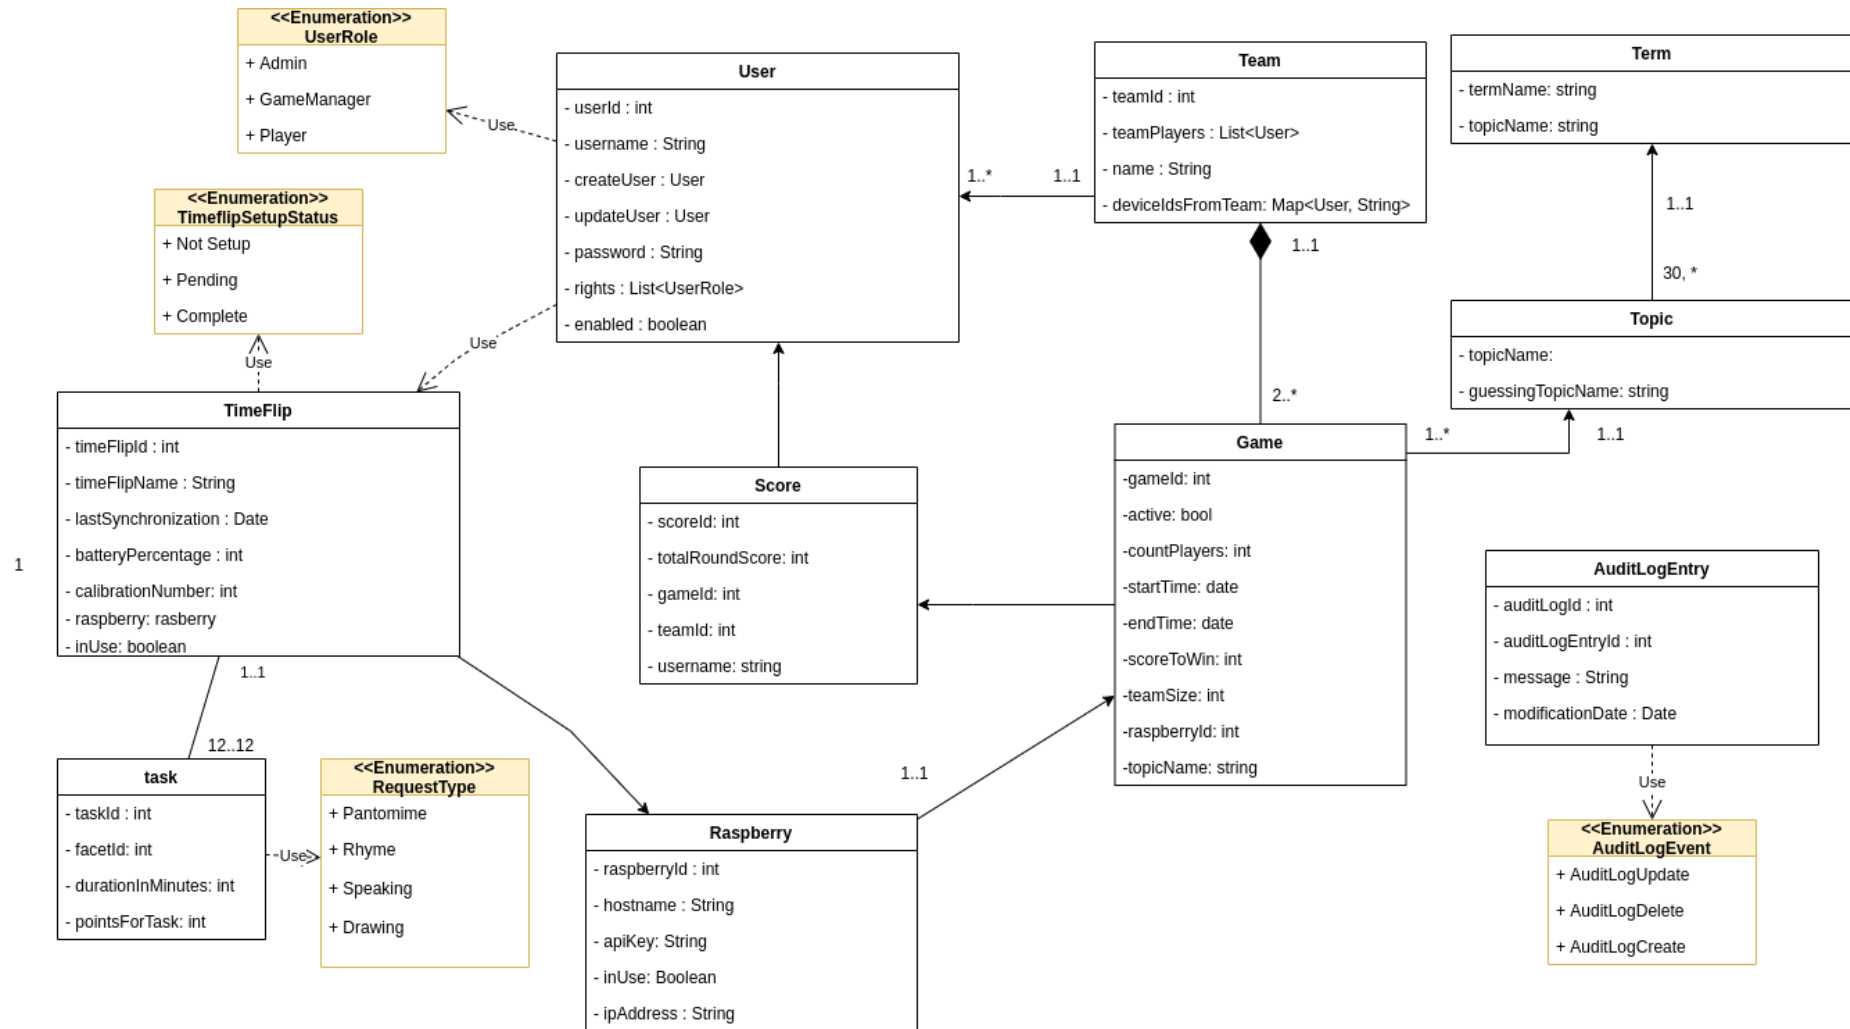 <<Enumeration>>
UserRole
+ Admin
+ GameManager
+ Player
Use
<<Enumeration>>
TimeflipSetupStatus
+ Not Setup
+ Pending
+ Complete
Use
User
- userId : int
- username : String
- createUser : User
- updateUser : User
- password : String
- rights : List<UserRole>
- enabled : boolean
Use
1..*
1..1
Team
- teamId : int
- teamPlayers : List<User>
- name : String
- deviceIdsFromTeam: Map<User, String>
1..1
2..*
Term
- termName: string
- topicName: string
1..1
30, *
Topic
- topicName:
- guessingTopicName: string
1..*
1..1
TimeFlip
- timeFlipId : int
- timeFlipName : String
- lastSynchronization : Date
- batteryPercentage : int
- calibrationNumber: int
- raspberry: rasberry
- inUse: boolean
1
1..1
12..12
Score
- scoreId: int
- totalRoundScore: int
- gameId: int
- teamId: int
- username: string
Game
-gameId: int
-active: bool
-countPlayers: int
-startTime: date
-endTime: date
-scoreToWin: int
-teamSize: int
-raspberryId: int
-topicName: string
AuditLogEntry
- auditLogId : int
- auditLogEntryId : int
- message : String
- modificationDate : Date
Use
<<Enumeration>>
AuditLogEvent
+ AuditLogUpdate
+ AuditLogDelete
+ AuditLogCreate
task
- taskId : int
- facetId: int
- durationInMinutes: int
- pointsForTask: int
Use
<<Enumeration>>
RequestType
+ Pantomime
+ Rhyme
+ Speaking
+ Drawing
1..1
Raspberry
- raspberryId : int
- hostname : String
- apiKey: String
- inUse: Boolean
- ipAddress : String